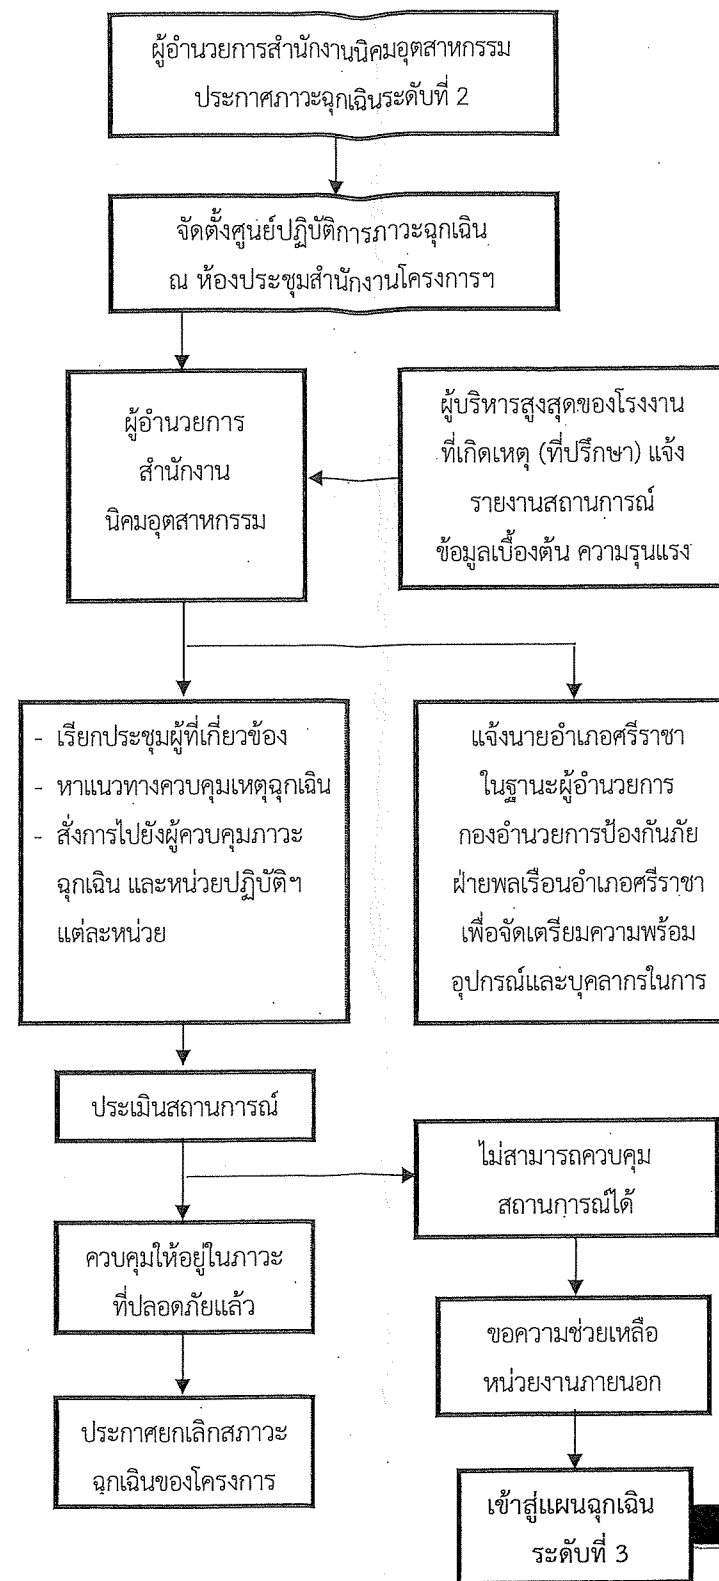 ผู้อำนวยการสำนักงานนิคมอุตสาหกรรม
ประกาศภาวะฉุกเฉินระดับที่ 2
จัดตั้งศูนย์ปฏิบัติการภาวะฉุกเฉิน
ณ ห้องประชุมสำนักงานโครงการฯ
ผู้อำนวยการ
สำนักงาน
นิคมอุตสาหกรรม
ผู้บริหารสูงสุดของโรงงาน
ที่เกิดเหตุ (ที่ปรึกษา) แจ้ง
รายงานสถานการณ์
ข้อมูลเบื้องต้น ความรุนแรง
- เรียกประชุมผู้ที่เกี่ยวข้อง
- หาแนวทางควบคุมเหตุฉุกเฉิน
- สั่งการไปยังผู้ควบคุมภาวะ
ฉุกเฉิน และหน่วยปฏิบัติฯ
แต่ละหน่วย
แจ้งนายอำเภอศรีราชา
ในฐานะผู้อำนวยการ
กองอำนวยการป้องกันภัย
ฝ่ายพลเรือนอำเภอศรีราชา
เพื่อจัดเตรียมความพร้อม
อุปกรณ์และบุคลากรในการ
ประเมินสถานการณ์
ไม่สามารถควบคุม
สถานการณ์ได้
ควบคุมให้อยู่ในภาวะ
ที่ปลอดภัยแล้ว
ขอความช่วยเหลือ
หน่วยงานภายนอก
ประกาศยกเลิกสภาวะ
ฉุกเฉินของโครงการ
เข้าสู่แผนฉุกเฉิน
ระดับที่ 3